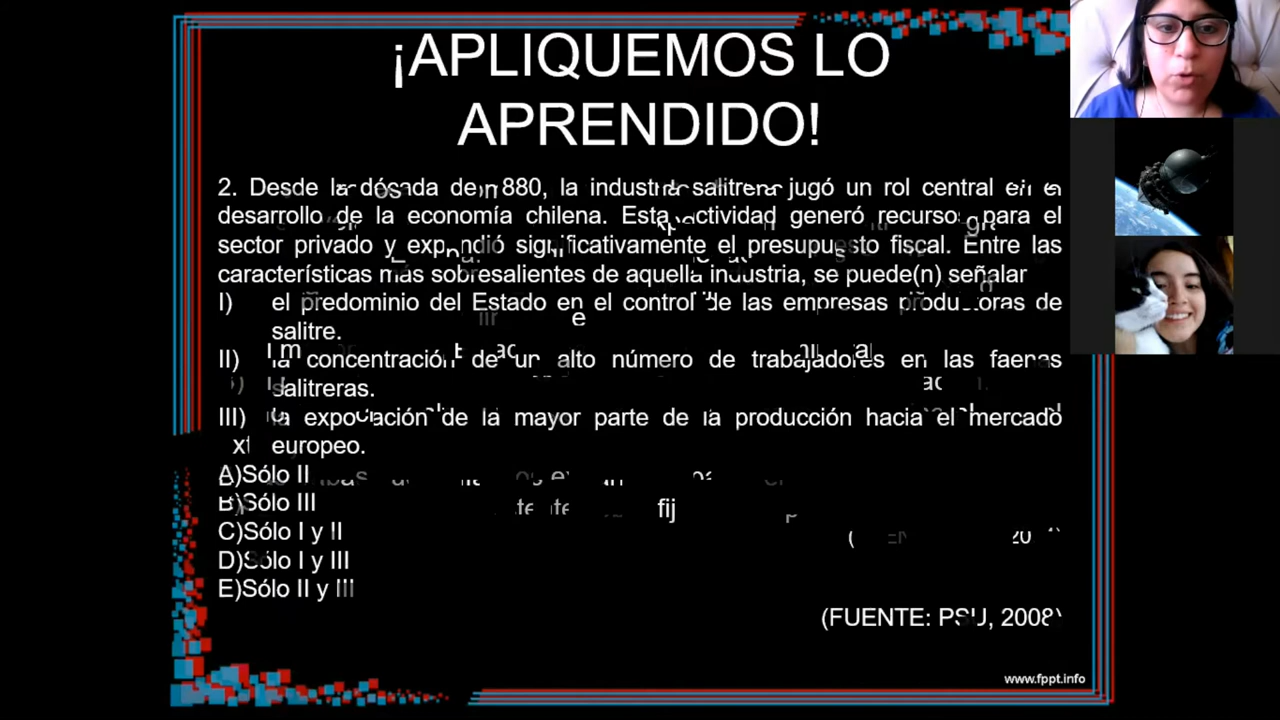 ¡APLIQUEMOS LO
APRENDIDO!
2. Desde la década de 1880, la industria salitrera jugó un rol central en el
desarrollo de la economía chilena. Esta actividad generó recursos para el
sector privado y expandió significativamente el presupuesto fiscal. Entre las
características más sobresalientes de aquella industria, se puede(n) señalar
I) el predominio del Estado en el control de las empresas productoras de
salitre.
II) la concentración de un alto número de trabajadores en las faenas
salitreras.
III) la exportación de la mayor parte de la producción hacia el mercado
europeo.
A)Sólo II
B)Sólo III
C)Sólo I y II
D)Sólo I y III
E)Sólo II y III
(FUENTE: PSU, 2008)
www.fppt.info